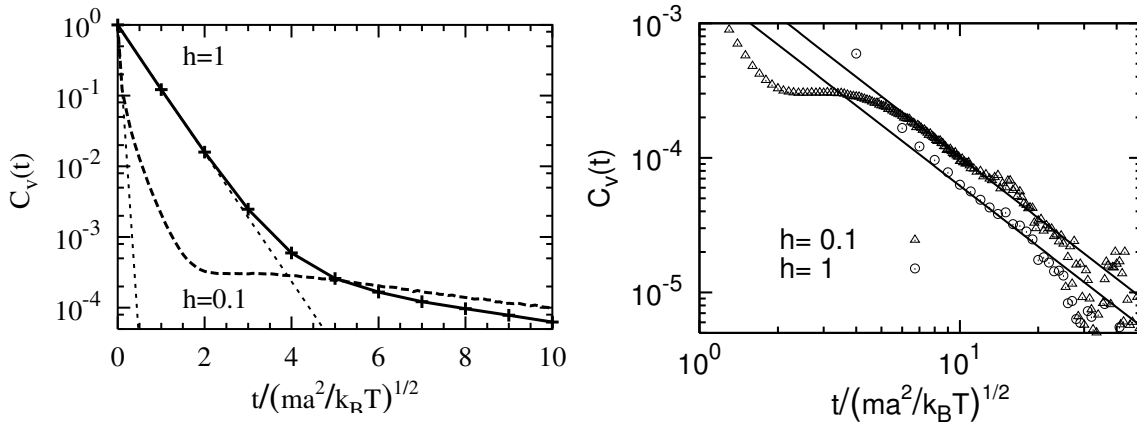 C_v(t)
10^0
10^-1
10^-2
10^-3
10^-4
h=1
h=0.1
0 2 4 6 8 10
t/(ma^2/k_BT)^1/2
C_v(t)
10^-3
10^-4
10^-5
h= 0.1
h= 1
10^0 10^1
t/(ma^2/k_BT)^1/2